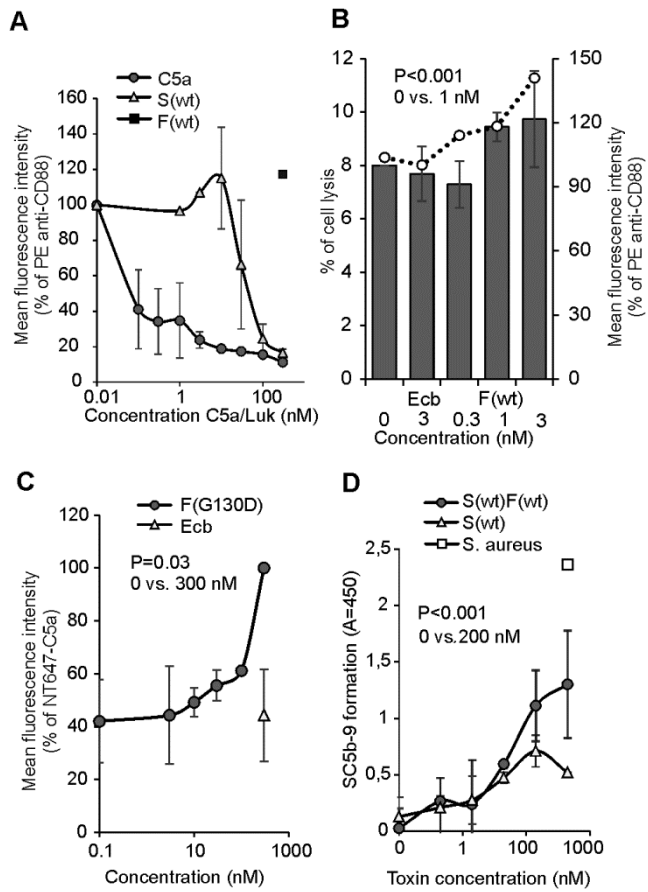 A
C5a
S(wt)
F(wt)
Mean fluorescence intensity
(% of PE anti-CD88)
160
140
120
100
80
60
40
20
0
0.01
1
100
Concentration C5a/Luk (nM)
B
P<0.001
0 vs. 1 nM
% of cell lysis
12
10
8
6
4
2
0
150
120
90
60
30
0
Mean fluorescence intensity
(% of PE anti-CD88)
Ecb
F(wt)
0
3
0.3
1
3
Concentration
(nM)
C
F(G130D)
Ecb
P=0.03
0 vs. 300 nM
Mean fluorescence intensity
(% of NT647-C5a)
120
100
80
60
40
20
0
0.1
10
1000
Concentration
(nM)
D
S(wt)F(wt)
S(wt)
S. aureus
P<0.001
0 vs.200 nM
SC5b-9 formation (A=450)
2,5
2
1,5
1
0,5
0
0
1
100
1000
Toxin concentration
(nM)